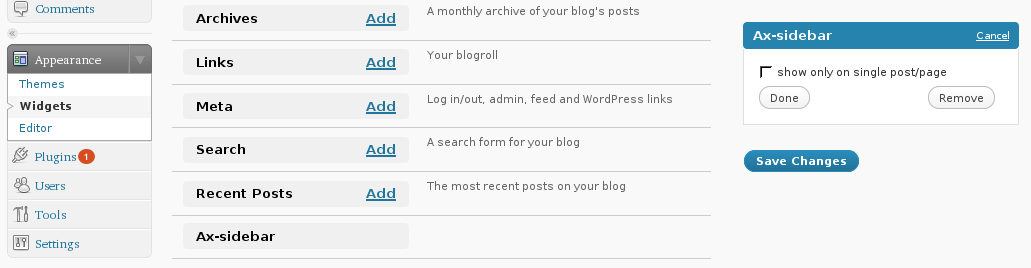 Comments
Appearance
Themes
Widgets
Editor
Plugins 1
Users
Tools
Settings
Archives Add A monthly archive of your blog's posts
Links Add Your blogroll
Meta Add Log in/out, admin, feed and WordPress links
Search Add A search form for your blog
Recent Posts Add The most recent posts on your blog
Ax-sidebar
Ax-sidebar Cancel
show only on single post/page
Done Remove
Save Changes